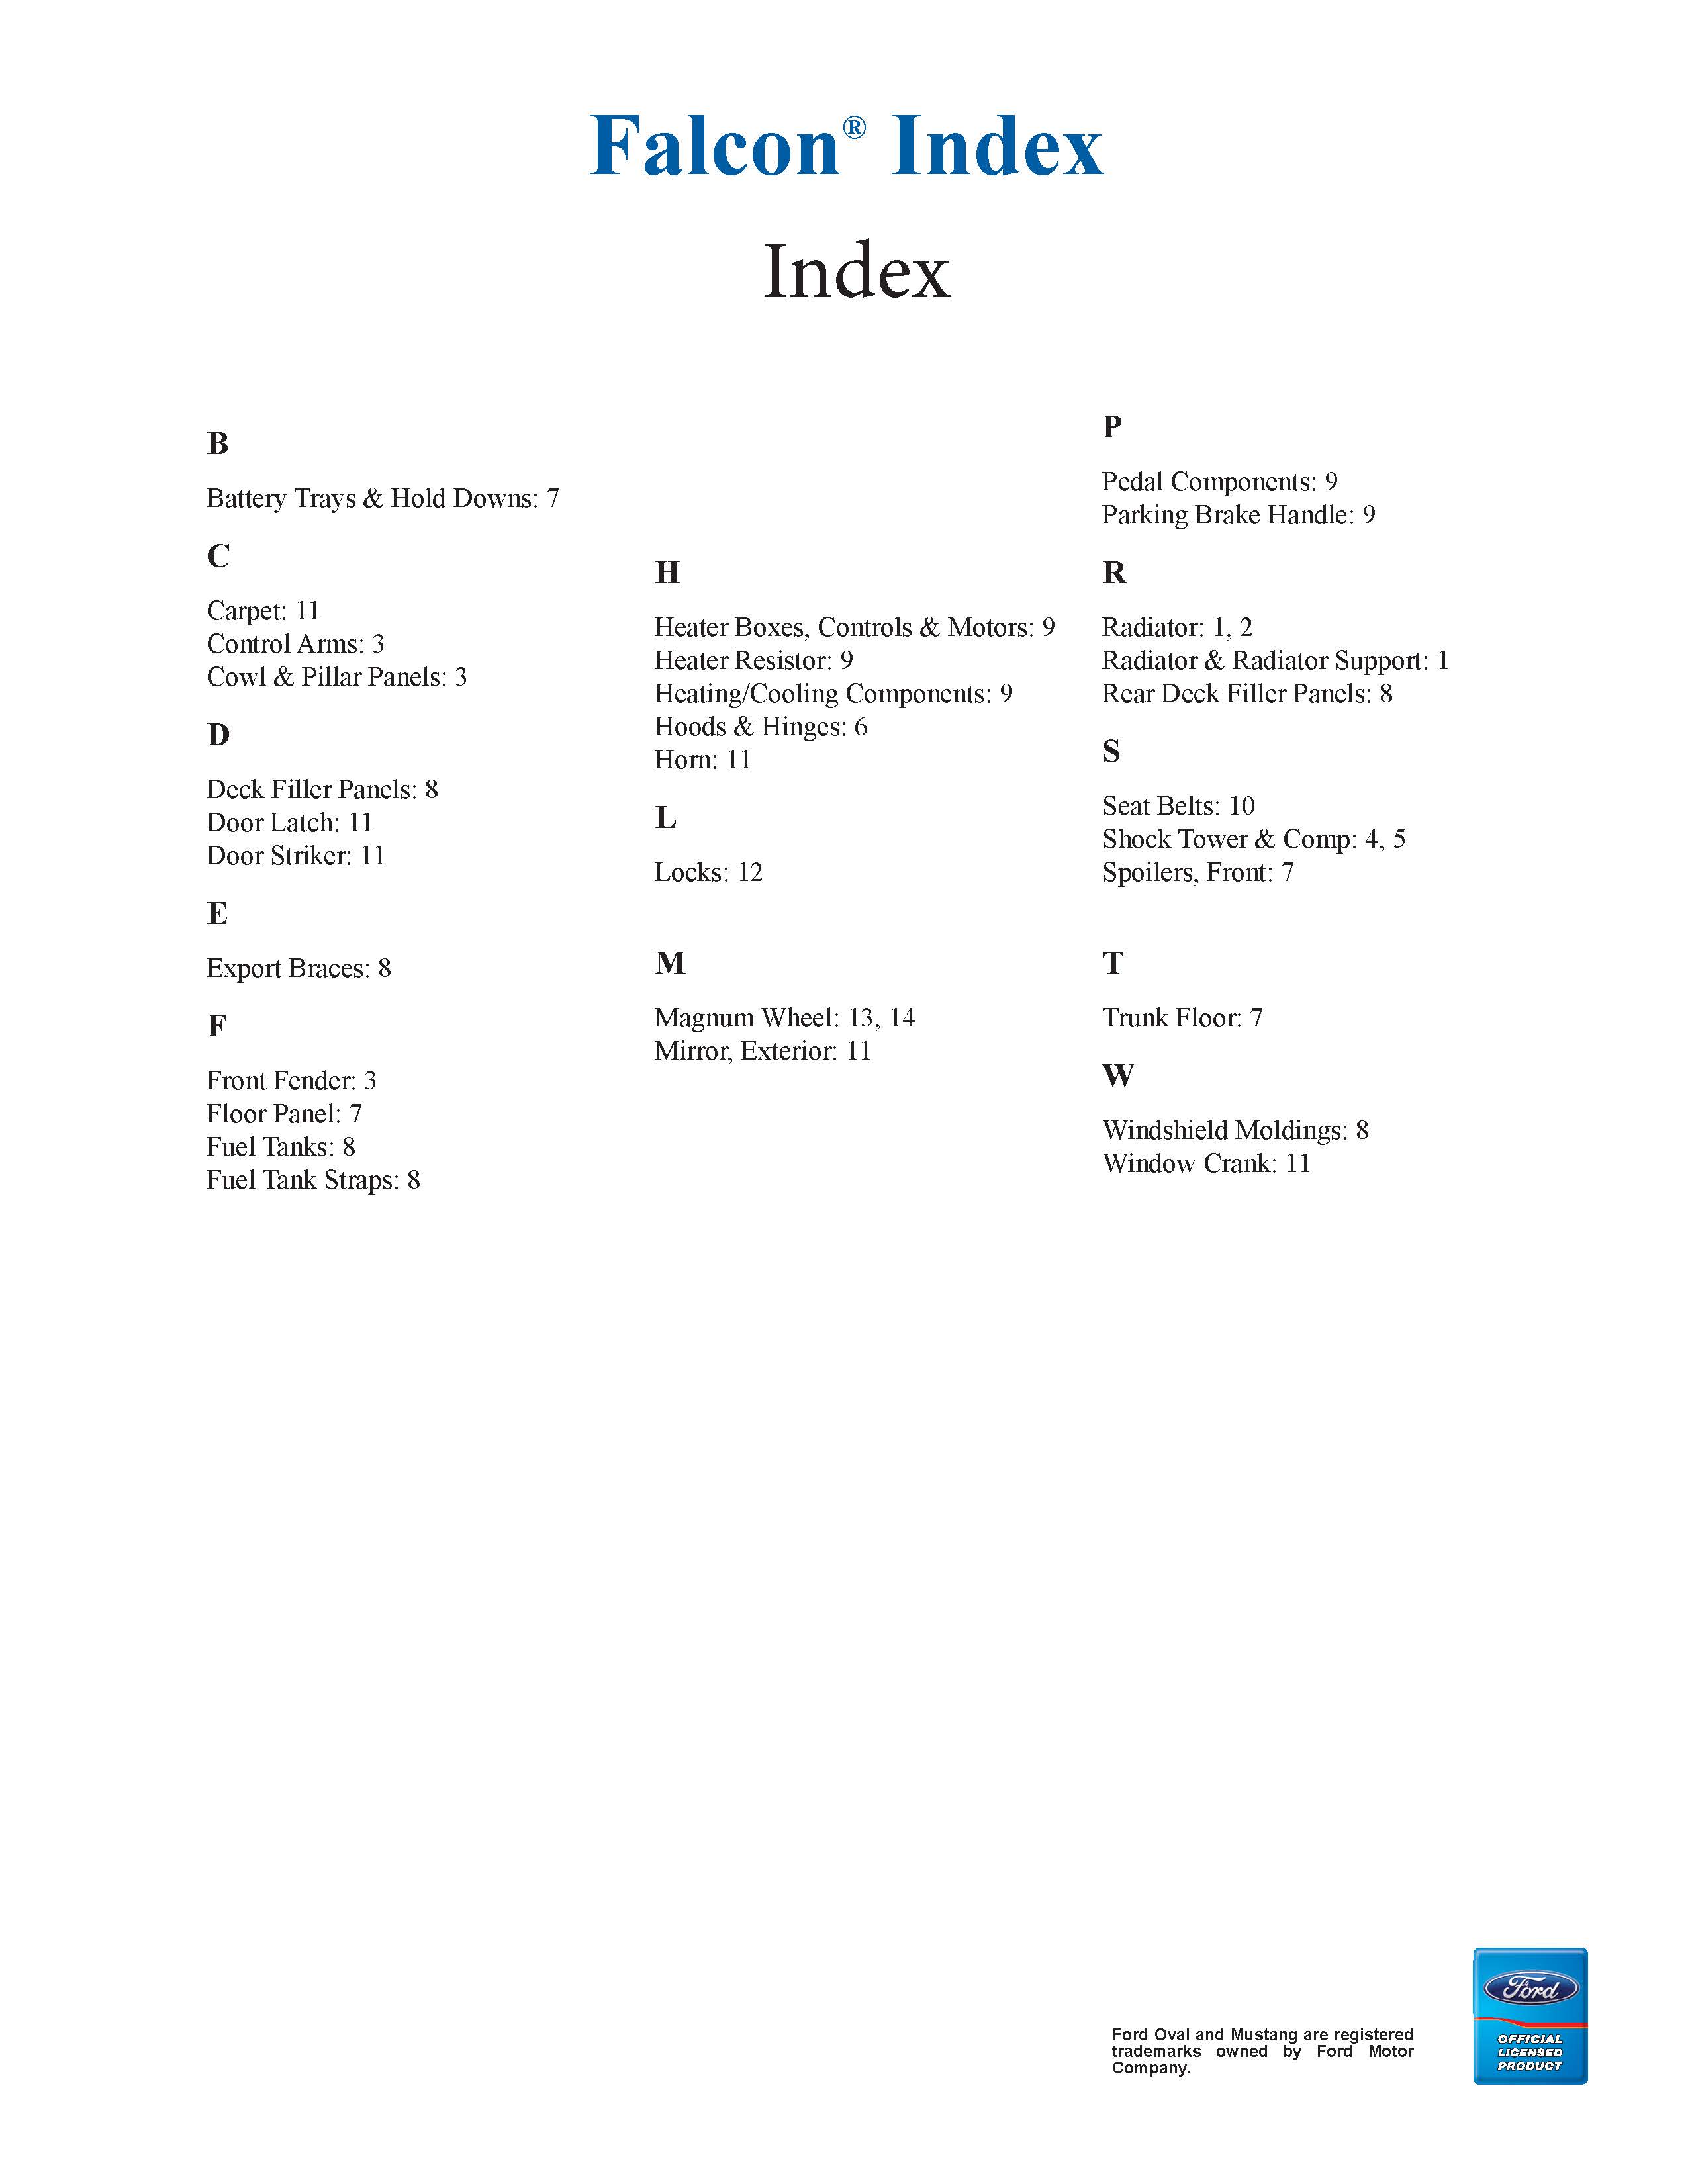 Falcon® Index
Index
B
Battery Trays & Hold Downs: 7
C
Carpet: 11
Control Arms: 3
Cowl & Pillar Panels: 3
D
Deck Filler Panels: 8
Door Latch: 11
Door Striker: 11
E
Export Braces: 8
F
Front Fender: 3
Floor Panel: 7
Fuel Tanks: 8
Fuel Tank Straps: 8
H
Heater Boxes, Controls & Motors: 9
Heater Resistor: 9
Heating/Cooling Components: 9
Hoods & Hinges: 6
Horn: 11
L
Locks: 12
M
Magnum Wheel: 13, 14
Mirror, Exterior: 11
P
Pedal Components: 9
Parking Brake Handle: 9
R
Radiator: 1, 2
Radiator & Radiator Support: 1
Rear Deck Filler Panels: 8
S
Seat Belts: 10
Shock Tower & Comp: 4, 5
Spoilers, Front: 7
T
Trunk Floor: 7
W
Windshield Moldings: 8
Window Crank: 11
Ford Oval and Mustang are registered
trademarks owned by Ford Motor
Company.
Ford
OFFICIAL
LICENSED
PRODUCT